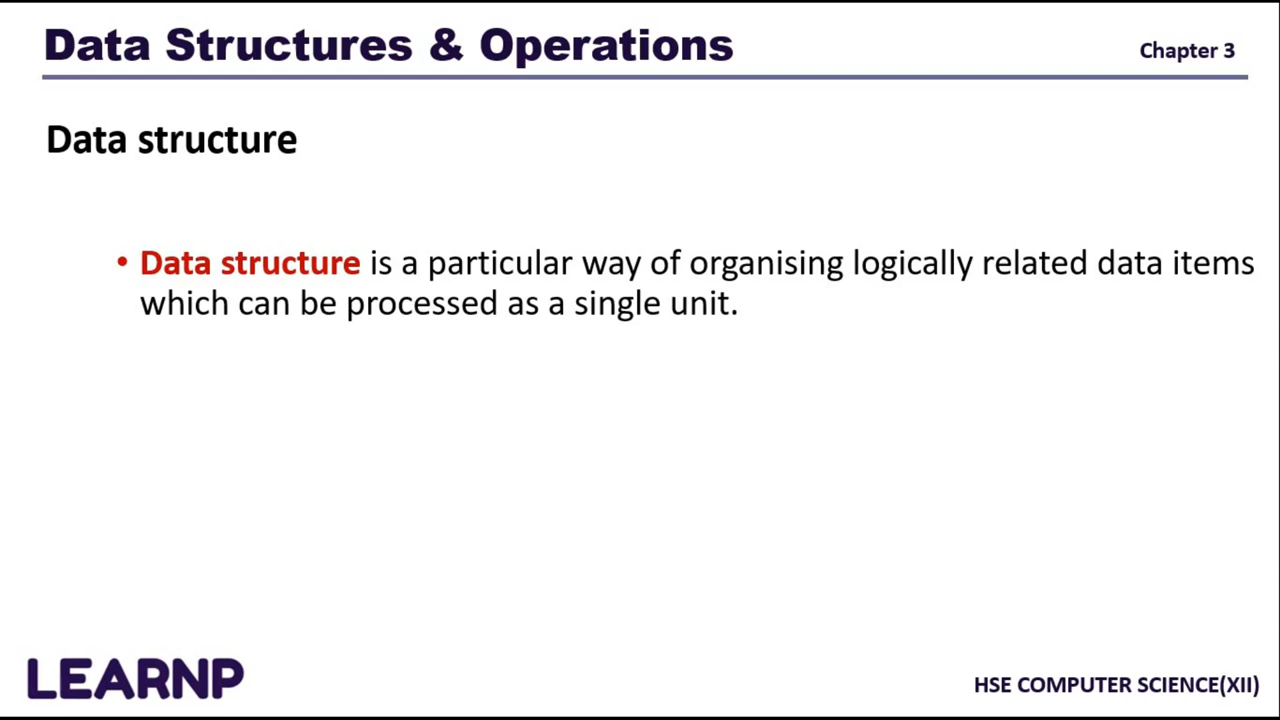 Data Structures & Operations
Chapter 3
Data structure
• Data structure is a particular way of organising logically related data items
which can be processed as a single unit.
LEARNP
HSE COMPUTER SCIENCE(XII)